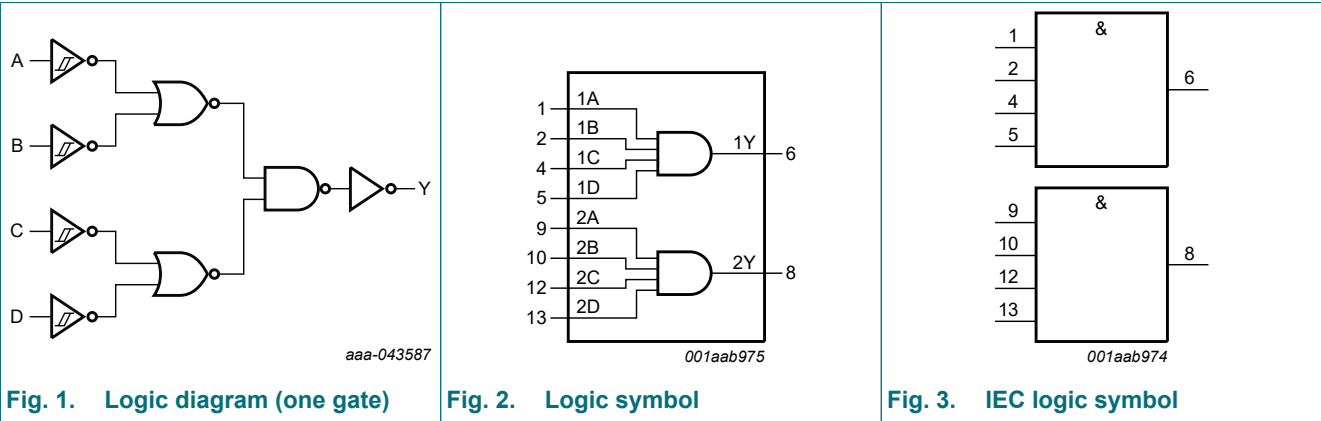 A
B
C
D
Y
aaa-043587
Fig. 1. Logic diagram (one gate)
1 1A
2 1B
4 1C
5 1D
1Y 6
9 2A
10 2B
12 2C
13 2D
2Y 8
001aab975
Fig. 2. Logic symbol
&
1
2
4
5
6
&
9
10
12
13
8
001aab974
Fig. 3. IEC logic symbol